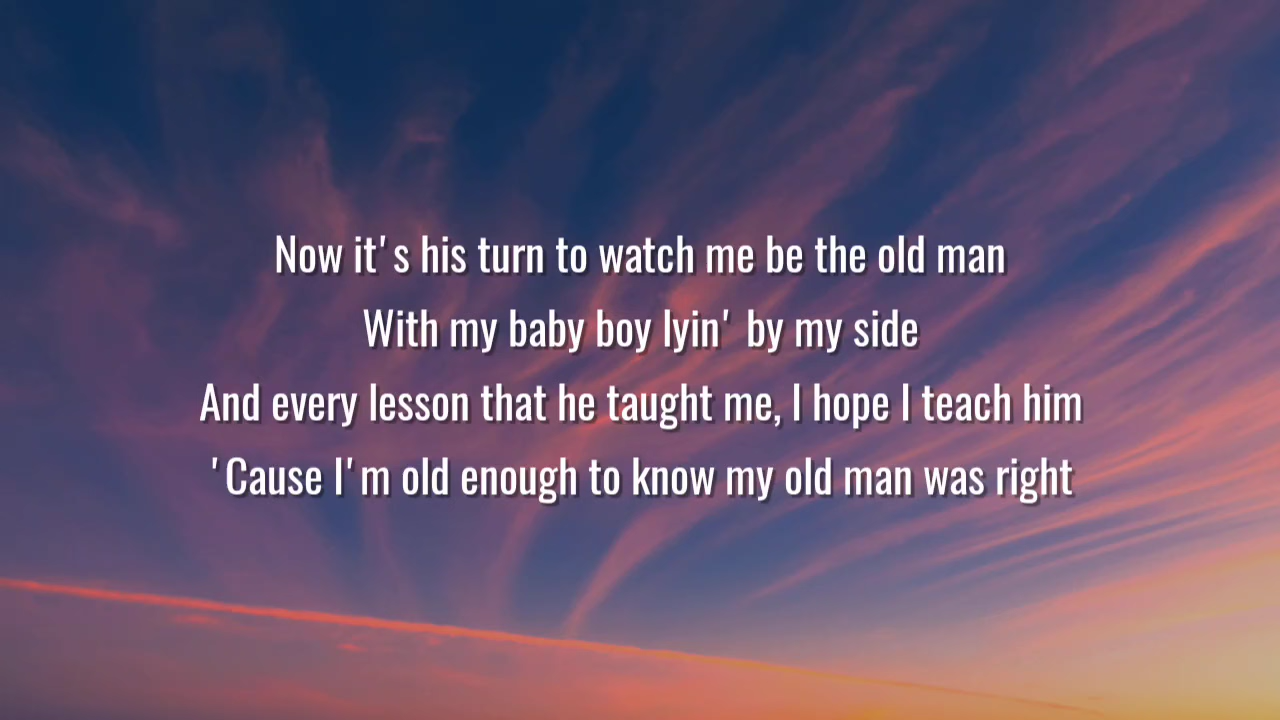 Now it's his turn to watch me be the old man
With my baby boy lyin' by my side
And every lesson that he taught me, I hope I teach him
'Cause I'm old enough to know my old man was right